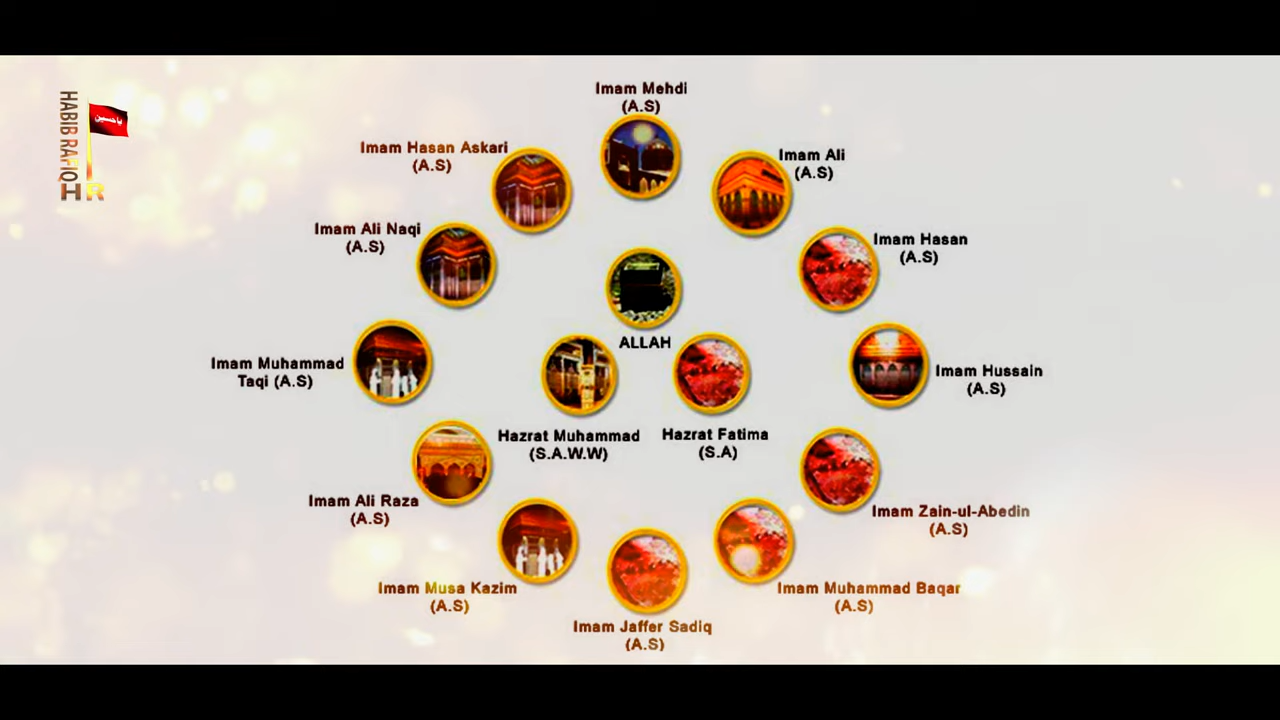 HABIB RAFIQ
یاحسین
HR
Imam Mehdi
(A.S)
Imam Ali
(A.S)
Imam Hasan
(A.S)
Imam Hussain
(A.S)
Imam Zain-ul-Abedin
(A.S)
Imam Muhammad Baqar
(A.S)
Imam Jaffer Sadiq
(A.S)
Imam Musa Kazim
(A.S)
Imam Ali Raza
(A.S)
Imam Muhammad
Taqi (A.S)
Imam Ali Naqi
(A.S)
Imam Hasan Askari
(A.S)
ALLAH
Hazrat Muhammad
(S.A.W.W)
Hazrat Fatima
(S.A)